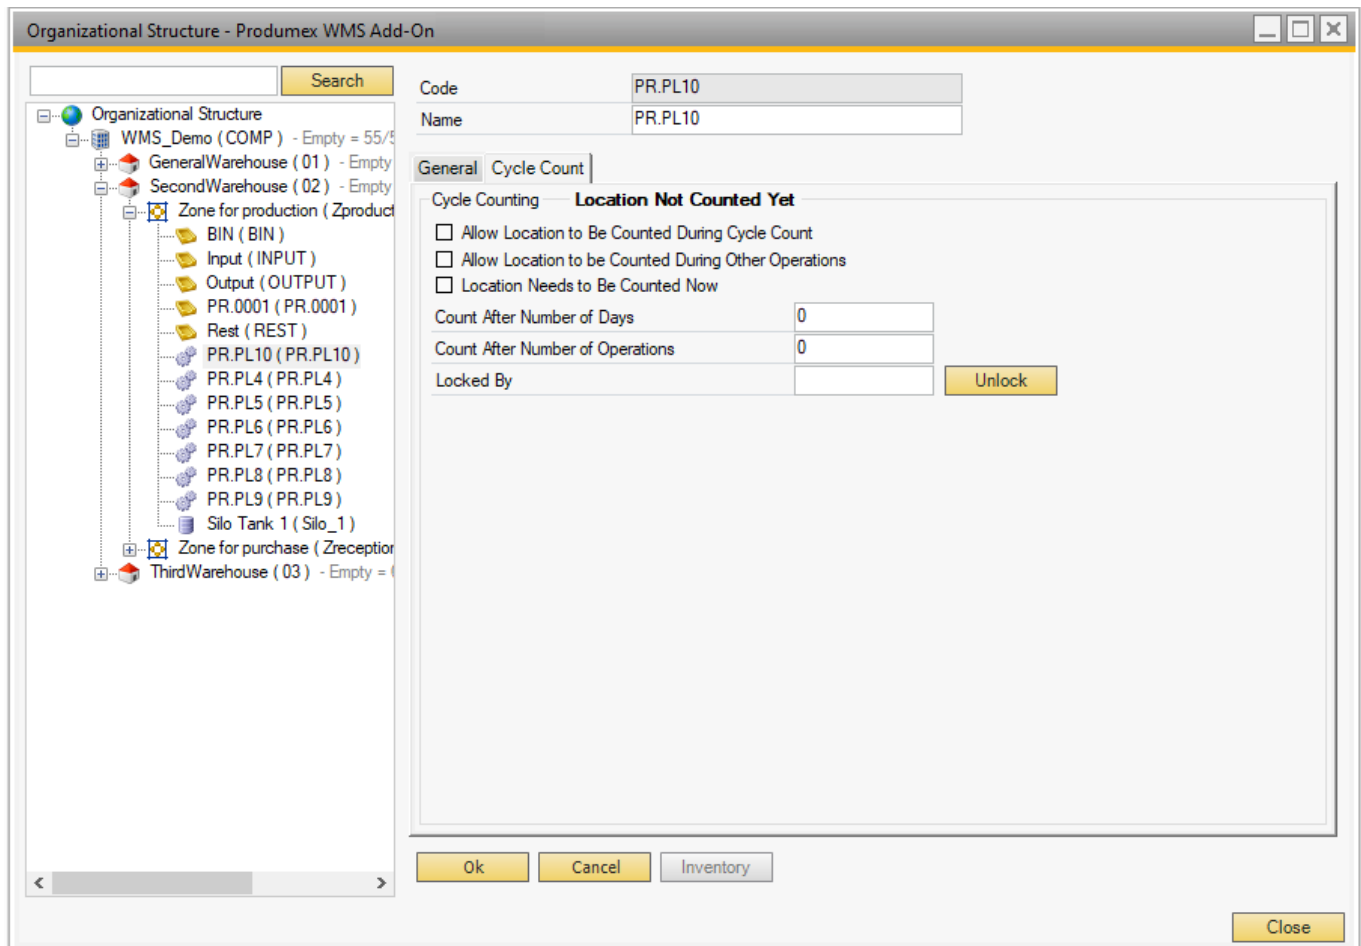 Organizational Structure - Produmex WMS Add-On
Search
Organizational Structure
WMS_Demo ( COMP ) - Empty = 55/5
GeneralWarehouse ( 01 ) - Empty
SecondWarehouse ( 02 ) - Empty
Zone for production ( Zproduct
BIN ( BIN )
Input ( INPUT )
Output ( OUTPUT )
PR.0001 ( PR.0001 )
Rest ( REST )
PR.PL10 ( PR.PL10 )
PR.PL4 ( PR.PL4 )
PR.PL5 ( PR.PL5 )
PR.PL6 ( PR.PL6 )
PR.PL7 ( PR.PL7 )
PR.PL8 ( PR.PL8 )
PR.PL9 ( PR.PL9 )
Silo Tank 1 ( Silo_1 )
Zone for purchase ( Zreception
ThirdWarehouse ( 03 ) - Empty =
Code PR.PL10
Name PR.PL10
General Cycle Count
Cycle Counting Location Not Counted Yet
Allow Location to Be Counted During Cycle Count
Allow Location to be Counted During Other Operations
Location Needs to Be Counted Now
Count After Number of Days 0
Count After Number of Operations 0
Locked By Unlock
Ok Cancel Inventory
Close